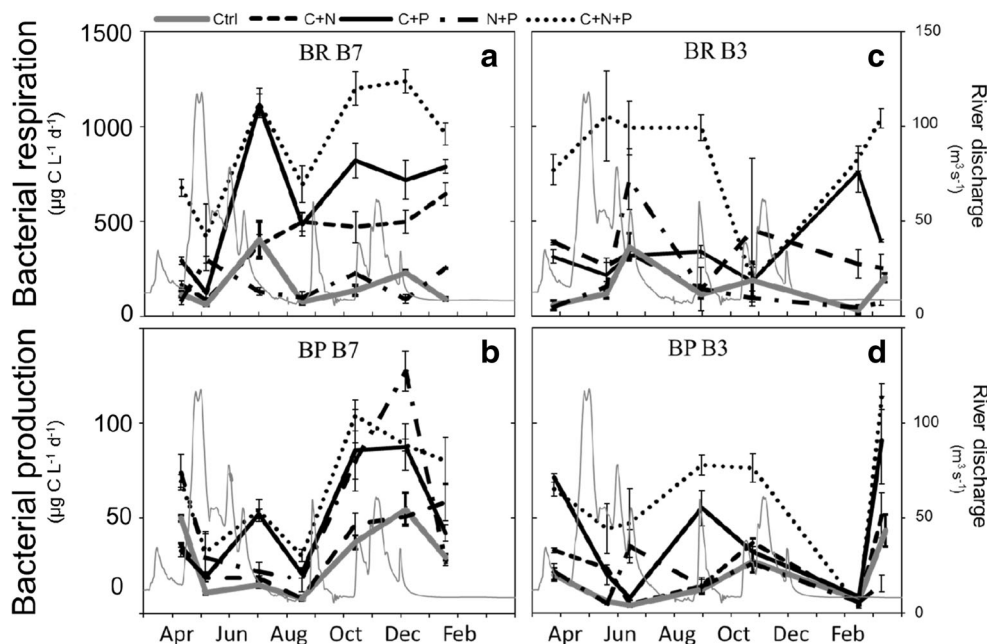 Ctrl C+N C+P N+P C+N+P
Bacterial respiration
(µg C L⁻¹ d⁻¹)
1500
1000
500
0
BR B7
a
BR B3
c
150
100
50
0
River discharge
(m³ s⁻¹)
Bacterial production
(µg C L⁻¹ d⁻¹)
100
50
0
BP B7
b
BP B3
d
150
100
50
0
River discharge
(m³ s⁻¹)
Apr Jun Aug Oct Dec Feb
Apr Jun Aug Oct Dec Feb